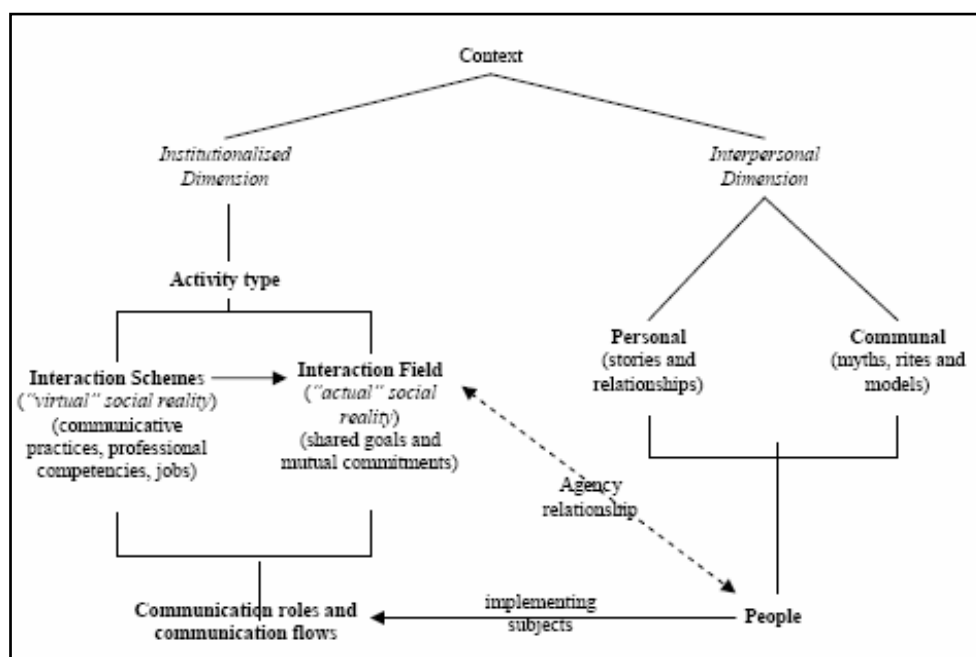 Context
Institutionalised
Dimension
Interpersonal
Dimension
Activity type
Personal
(stories and
relationships)
Communal
(myths, rites and
models)
Interaction Schemes
("virtual" social reality)
(communicative
practices, professional
competencies, jobs)
Interaction Field
("actual" social
reality)
(shared goals and
mutual commitments)
Agency
relationship
Communication roles and
communication flows
implementing
subjects
People